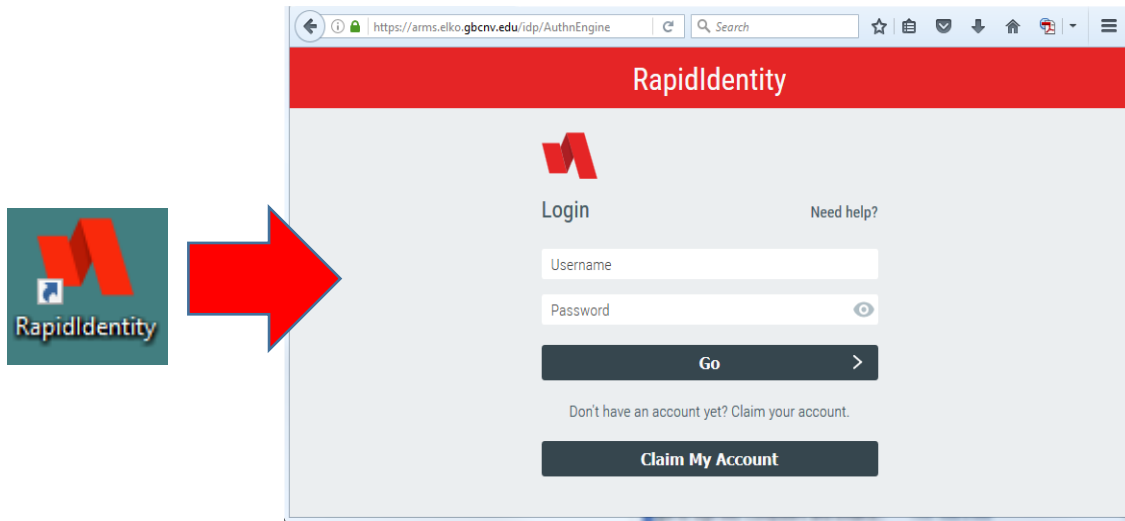 https://arms.elko.gbcnv.edu/idp/AuthnEngine
Search
RapidIdentity
Login
Need help?
Username
Password
Go
Don't have an account yet? Claim your account.
Claim My Account
RapidIdentity